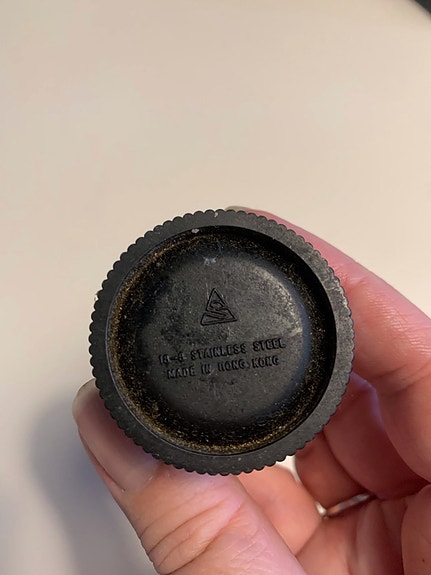 18-8 STAINLESS STEEL
MADE IN HONG KONG